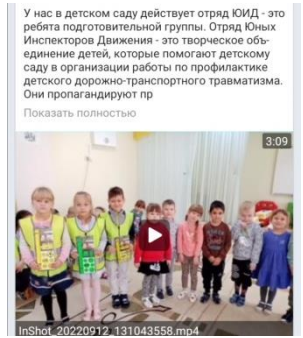 У нас в детском саду действует отряд ЮИД - это
ребята подготовительной группы. Отряд Юных
Инспекторов Движения - это творческое объ-
единение детей, которые помогают детскому
саду в организации работы по профилактике
детского дорожно-транспортного травматизма.
Они пропагандируют пр
Показать полностью
3:09
InShot_20220912_131043558.mp4